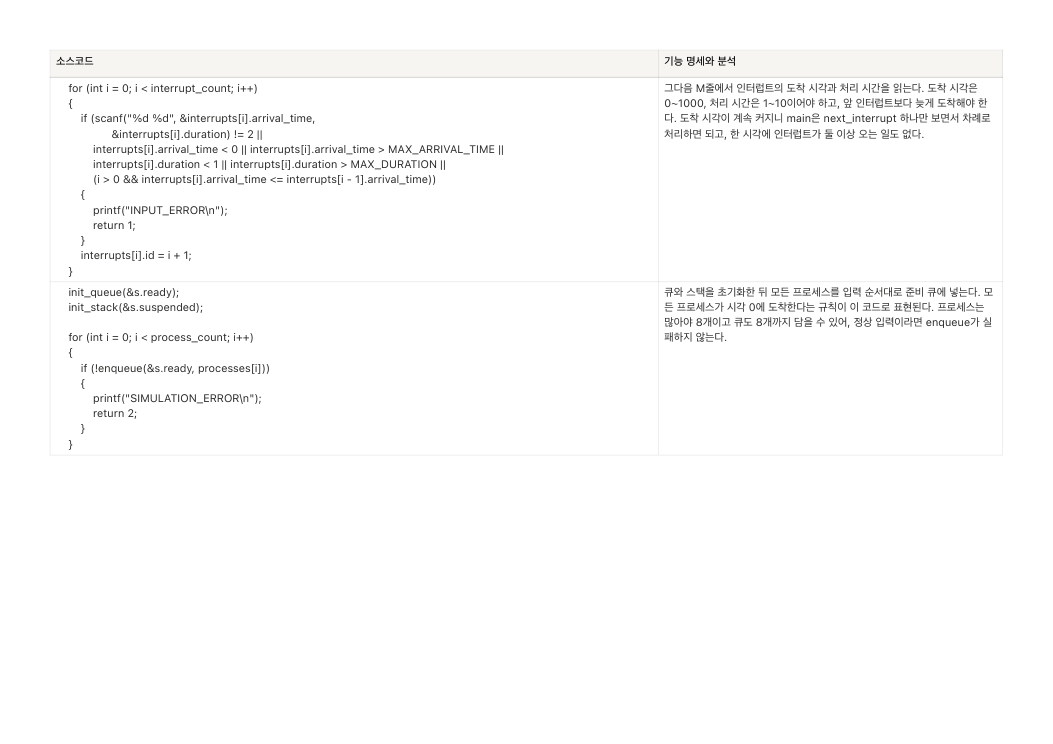 소스코드
기능 명세와 분석
for (int i = 0; i < interrupt_count; i++)
{
if (scanf("%d %d", &interrupts[i].arrival_time,
&interrupts[i].duration) != 2 ||
interrupts[i].arrival_time < 0 || interrupts[i].arrival_time > MAX_ARRIVAL_TIME ||
interrupts[i].duration < 1 || interrupts[i].duration > MAX_DURATION ||
(i > 0 && interrupts[i].arrival_time <= interrupts[i - 1].arrival_time))
{
printf("INPUT_ERROR\n");
return 1;
}
interrupts[i].id = i + 1;
}
그다음 M줄에서 인터럽트의 도착 시각과 처리 시간을 읽는다. 도착 시각은
0~1000, 처리 시간은 1~10이어야 하고, 앞 인터럽트보다 늦게 도착해야 한
다. 도착 시각이 계속 커지니 main은 next_interrupt 하나만 보면서 차례로
처리하면 되고, 한 시각에 인터럽트가 둘 이상 오는 일도 없다.
init_queue(&s.ready);
init_stack(&s.suspended);
for (int i = 0; i < process_count; i++)
{
if (!enqueue(&s.ready, processes[i]))
{
printf("SIMULATION_ERROR\n");
return 2;
}
}
큐와 스택을 초기화한 뒤 모든 프로세스를 입력 순서대로 준비 큐에 넣는다. 모
든 프로세스가 시각 0에 도착한다는 규칙이 이 코드로 표현된다. 프로세스는
많아야 8개이고 큐도 8개까지 담을 수 있어, 정상 입력이라면 enqueue가 실
패하지 않는다.